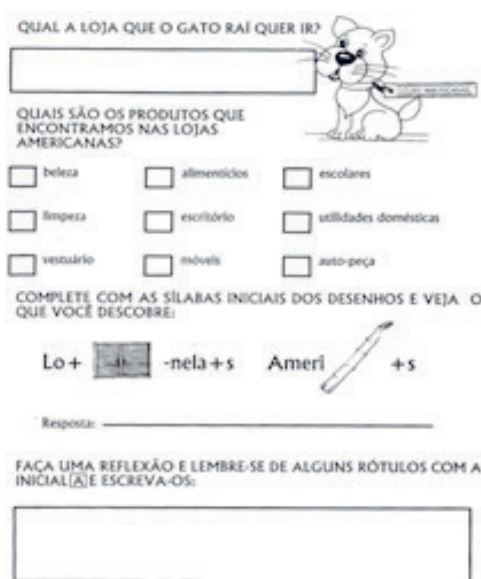 QUAL A LOJA QUE O GATO RAÍ QUER IR?
LOJAS AMERICANAS
QUAIS SÃO OS PRODUTOS QUE
ENCONTRAMOS NAS LOJAS
AMERICANAS?
beleza alimentícios escolares
limpeza escritório utilidades domésticas
vestuário móveis auto-peça
COMPLETE COM AS SÍLABAS INICIAIS DOS DESENHOS E VEJA O
QUE VOCÊ DESCOBRE:
Lo + -nela + s Ameri + s
Resposta:
FAÇA UMA REFLEXÃO E LEMBRE-SE DE ALGUNS RÓTULOS COM A
INICIAL A E ESCREVA-OS: